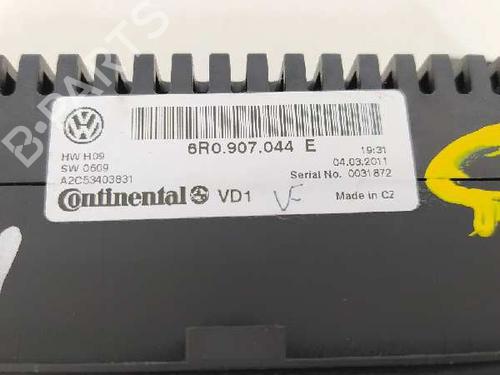 B-PARTS
6R0.907.044 E
HW H09
SW 0609
A2C53403831
19:31
04.03.2011
Serial No. 0031872
Continental VD1
Made in CZ